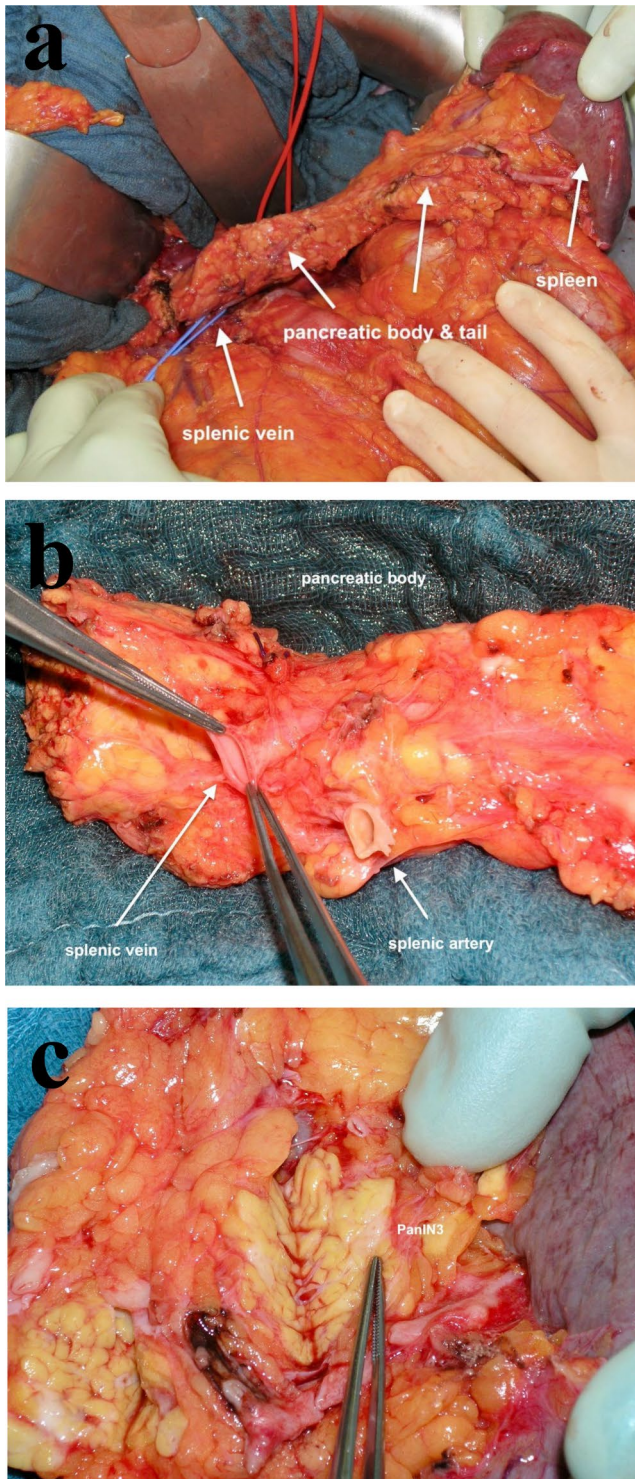 a
spleen
pancreatic body & tail
splenic vein
b
pancreatic body
splenic vein
splenic artery
c
PanIN3